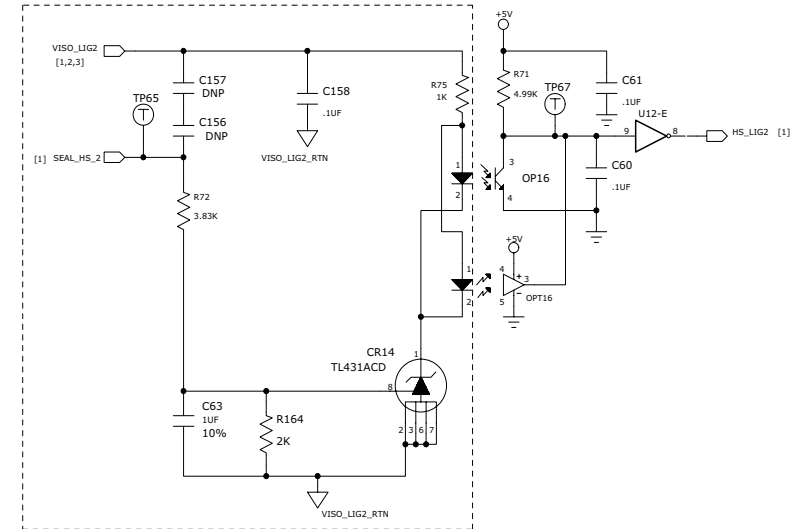 +5V
VISO_LIG2
[1,2,3]
C157
DNP
C158
.1UF
VISO_LIG2_RTN
R75
1K
R71
4.99K
TP67
T
C61
.1UF
U12-E
9
8
HS_LIG2 [1]
TP65
T
C156
DNP
[1] SEAL_HS_2
R72
3.83K
1
2
3
4
OP16
C60
.1UF
+5V
1
2
4
3
5
+
-
OPT16
CR14
TL431ACD
1
8
2 3 6 7
C63
1UF
10%
R164
2K
VISO_LIG2_RTN